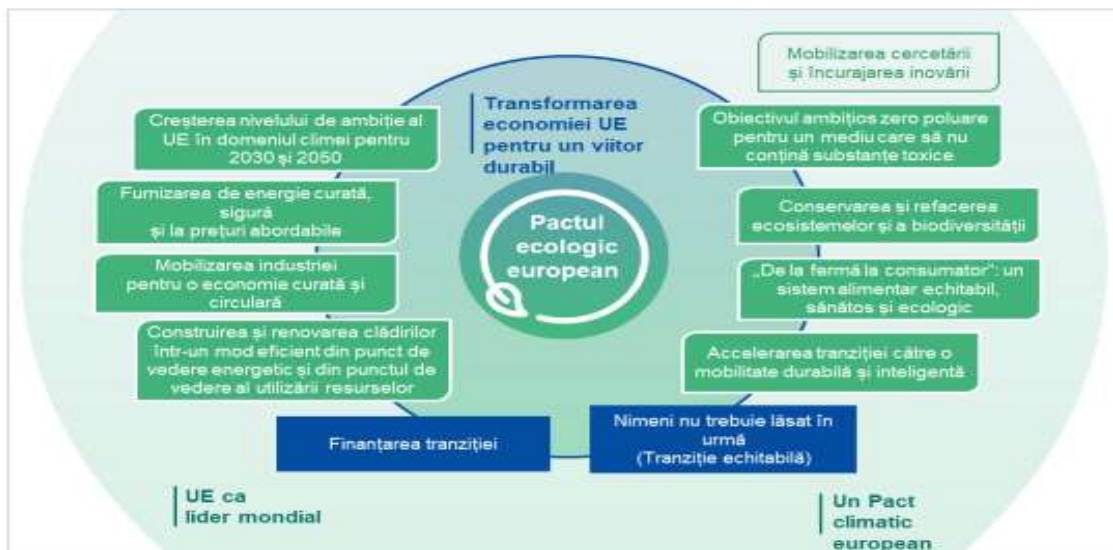 Mobilizarea cercetării
și încurajarea inovării
Transformarea
economiei UE
pentru un viitor
durabil
Creșterea nivelului de ambiție al
UE în domeniul climei pentru
2030 și 2050
Furnizarea de energie curată,
sigură
și la prețuri abordabile
Mobilizarea industriei
pentru o economie curată și
circulară
Construirea și renovarea clădirilor
într-un mod eficient din punct de
vedere energetic și din punctul de
vedere al utilizării resurselor
Pactul
ecologic
european
Obiectivul ambițios zero poluare
pentru un mediu care să nu
conțină substanțe toxice
Conservarea și refacerea
ecosistemelor și a biodiversității
„De la fermă la consumator”: un
sistem alimentar echitabil,
sănătos și ecologic
Accelerarea tranziției către o
mobilitate durabilă și inteligentă
Finanțarea tranziției
Nimeni nu trebuie lăsat în
urmă
(Tranziție echitabilă)
UE ca
lider mondial
Un Pact
climatic
european